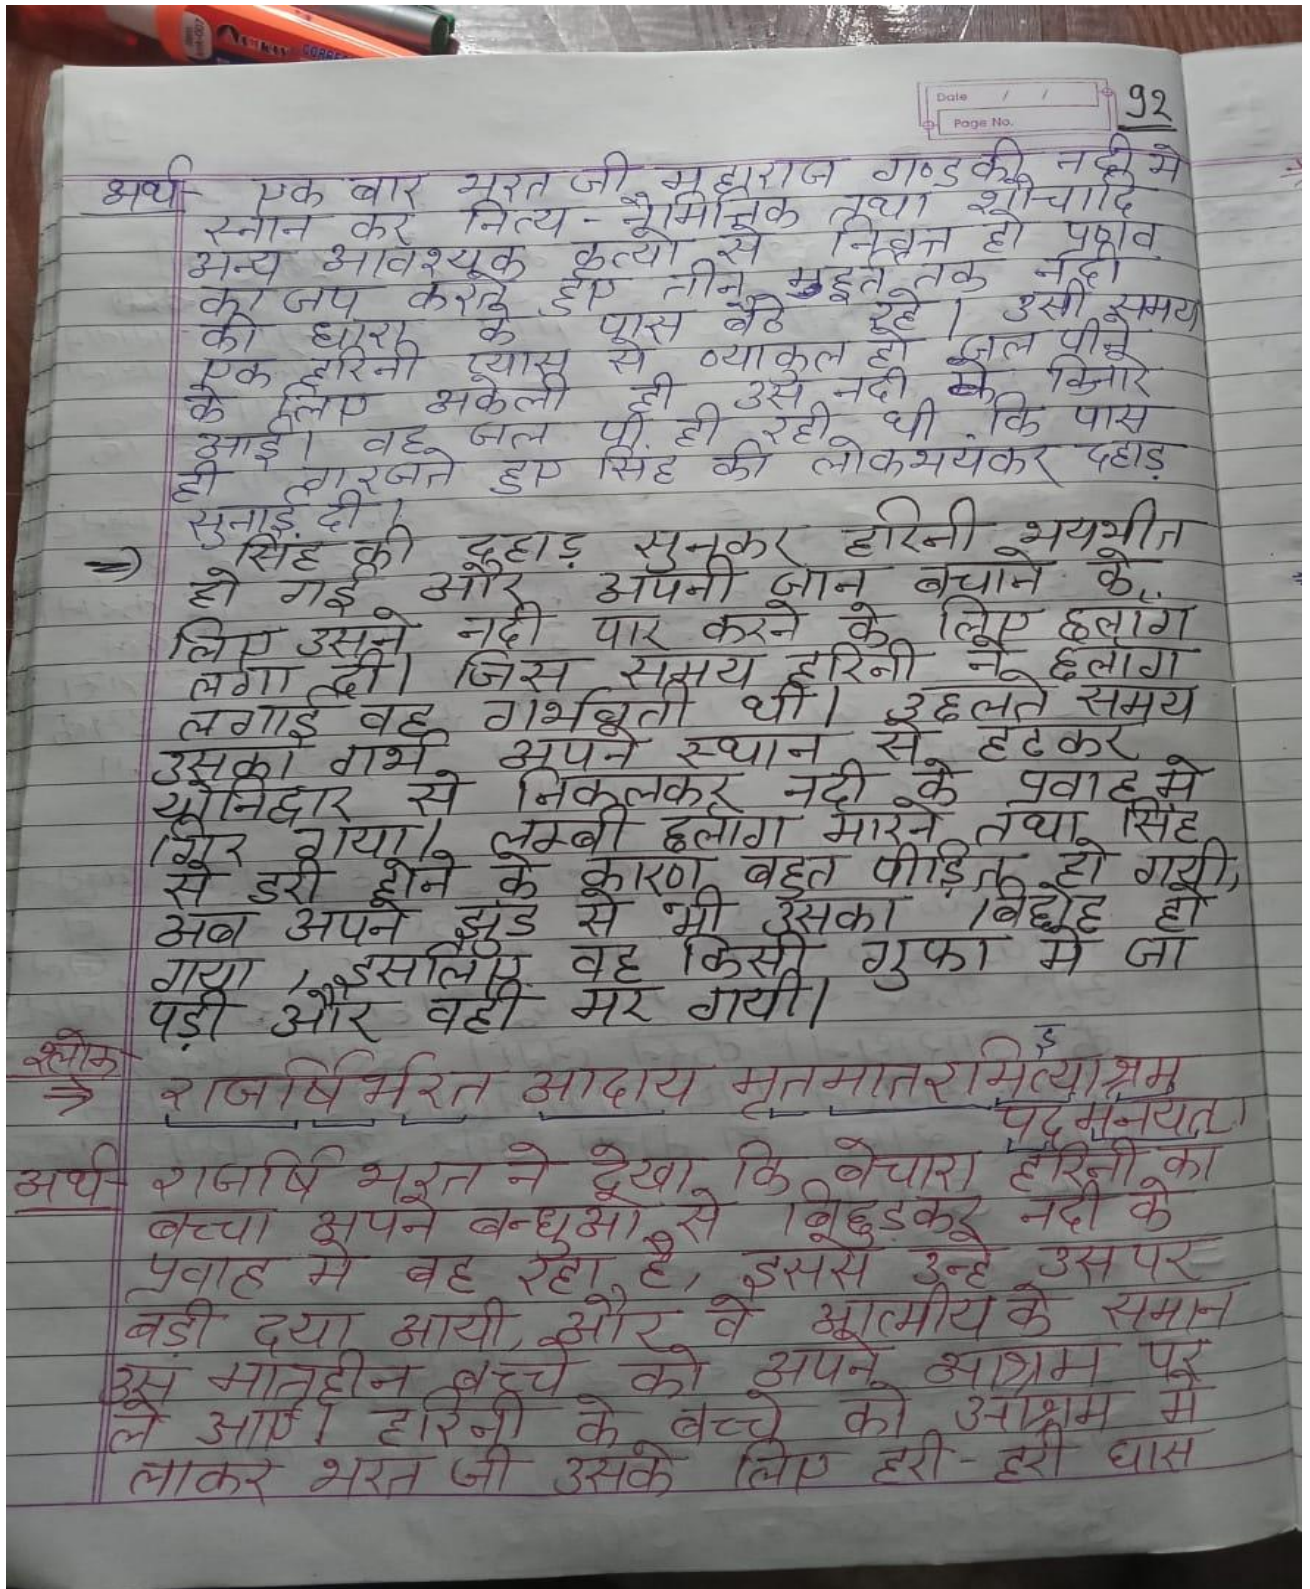 CORREC
Date / /
Page No.
92
अर्थ- एक बार भरत जी महाराज गण्डकी नदी मे
स्नान कर नित्य - नैमित्तिक तथा शौचादि
अन्य आवश्यक कृत्यो से निवृत्त हो प्रणव
का जप करते हुए तीन मुहूत तक नदी
की धारा के पास बैठे रहे। उसी समय
एक हरिनी प्यास से व्याकुल हो जल पीने
के लिए अकेली ही उस नदी के किनारे
आई। वह जल पी ही रही थी कि पास
ही गरजते हुए सिंह की लोकभयंकर दहाड़
सुनाई दी।
⇒ सिंह की दहाड़ सुनकर हरिनी भयभीत
हो गई और अपनी जान बचाने के
लिए उसने नदी पार करने के लिए छलांग
लगा दी। जिस समय हरिनी ने छलांग
लगाई वह गर्भवती थी। उछलते समय
उसका गर्भ अपने स्थान से हटकर
योनिद्वार से निकलकर नदी के प्रवाह मे
गिर गया। लम्बी छलांग मारने तथा सिंह
से डरी होने के कारण बहुत पीड़ित हो गयी,
अब अपने झुंड से भी उसका बिछोह हो
गया, इसलिए वह किसी गुफा मे जा
पड़ी और वही मर गयी।
श्लोक इ
⇒ राजर्षिर्भरत आदाय मृतमातरमित्याश्रम
पदमनयत।
अर्थ- राजर्षि भरत ने देखा कि बेचारा हरिनी का
बच्चा अपने बन्धुओ से बिछुड़कर नदी के
प्रवाह मे बह रहा है, इससे उन्हे उस पर
बड़ी दया आयी, और वे आत्मीय के समान
उस मातृहीन बच्चे को अपने आश्रम पर
ले आए। हरिनी के बच्चे को आश्रम मे
लाकर भरत जी उसके लिए हरी - हरी घास